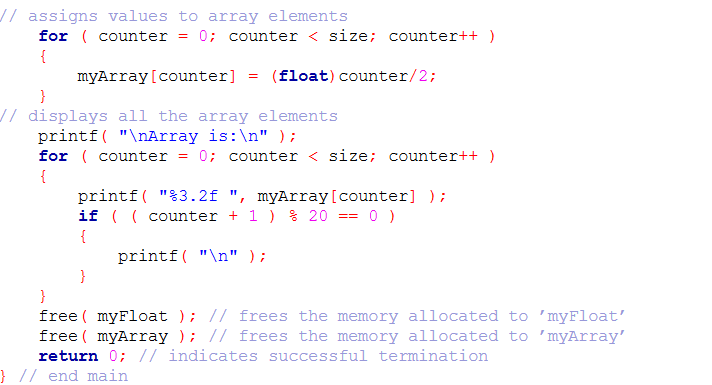 // assigns values to array elements
for ( counter = 0; counter < size; counter++ )
{
myArray[counter] = (float)counter/2;
}
// displays all the array elements
printf( "\nArray is:\n" );
for ( counter = 0; counter < size; counter++ )
{
printf( "%3.2f ", myArray[counter] );
if ( ( counter + 1 ) % 20 == 0 )
{
printf( "\n" );
}
}
free( myFloat ); // frees the memory allocated to ’myFloat’
free( myArray ); // frees the memory allocated to ’myArray’
return 0; // indicates successful termination
} // end main